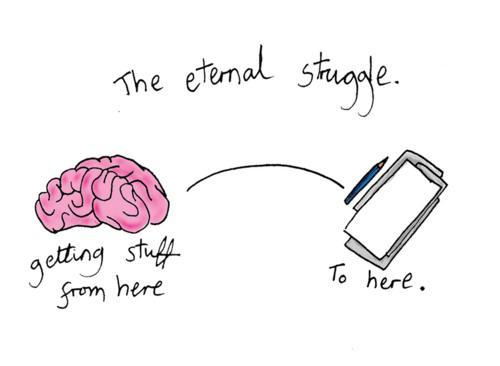 The eternal struggle.
getting stuff
from here
To here.